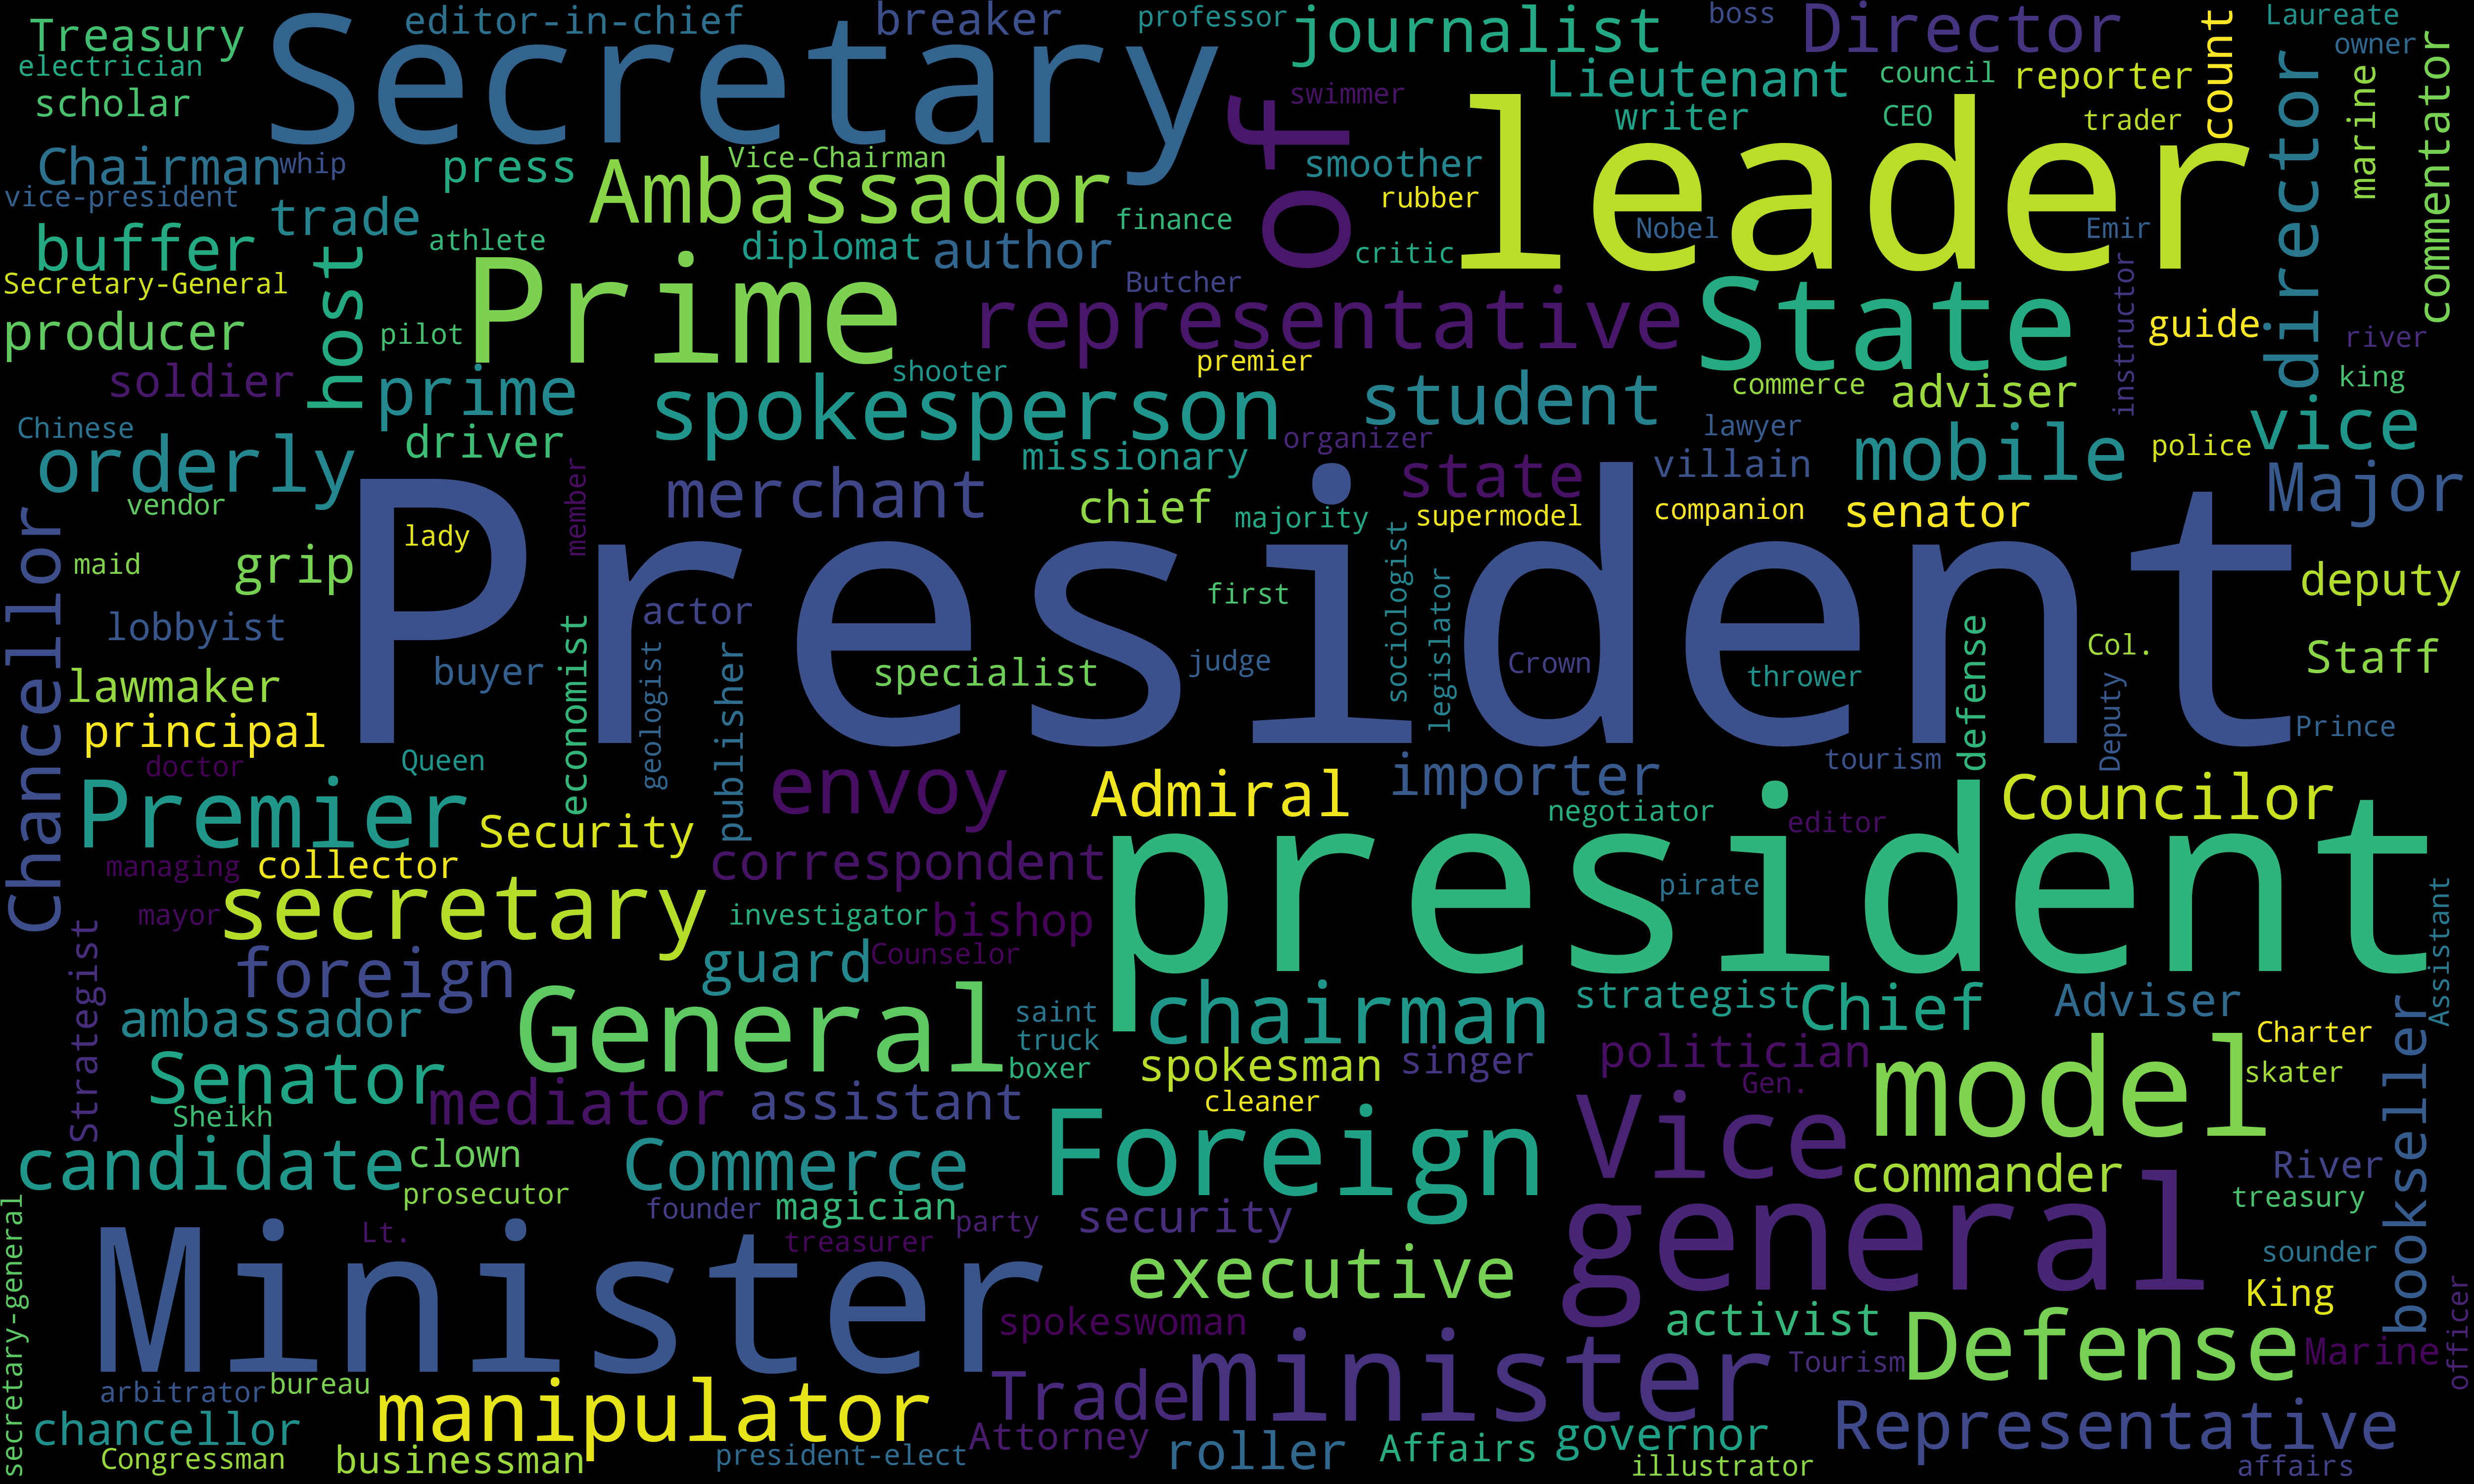 Treasury
editor-in-chief
breaker
professor
journalist
boss
Director
Laureate
owner
Secretary
electrician
scholar
swimmer
Lieutenant
council
reporter
count
director
marine
commentator
writer
CEO
trader
of
leader
Chairman
whip
press
Vice-Chairman
Ambassador
smoother
rubber
vice-president
trade
finance
Nobel
Emir
buffer
host
athlete
diplomat
author
critic
Secretary-General
Prime
Butcher
representative
State
instructor
guide
producer
pilot
river
soldier
prime
shooter
premier
spokesperson
student
commerce
adviser
king
Chinese
driver
organizer
lawyer
vice
orderly
missionary
state
villain
mobile
police
member
merchant
Major
vendor
chief
majority
supermodel
companion
senator
Chancellor
lady
President
sociologist
maid
grip
first
legislator
deputy
lobbyist
economist
actor
defense
Col.
Staff
lawmaker
buyer
geologist
publisher
specialist
judge
Crown
thrower
Deputy
principal
Prince
doctor
Queen
envoy
importer
tourism
Premier
Admiral
Councilor
Security
negotiator
editor
president
managing
collector
correspondent
pirate
Assistant
mayor
secretary
investigator
bishop
Strategist
foreign
guard
Counselor
ambassador
General
saint
chairman
strategist
Chief
Adviser
bookseller
truck
Charter
Senator
boxer
spokesman
singer
politician
model
skater
Sheikh
mediator
assistant
cleaner
Gen.
Vice
candidate
clown
Commerce
Foreign
commander
River
secretary-general
prosecutor
founder
magician
party
security
general
treasury
Minister
Lt.
treasurer
executive
sounder
King
officer
spokeswoman
activist
minister
Defense
Marine
Tourism
arbitrator
bureau
manipulator
Trade
chancellor
Attorney
roller
Affairs
governor
Representative
Congressman
businessman
president-elect
illustrator
affairs